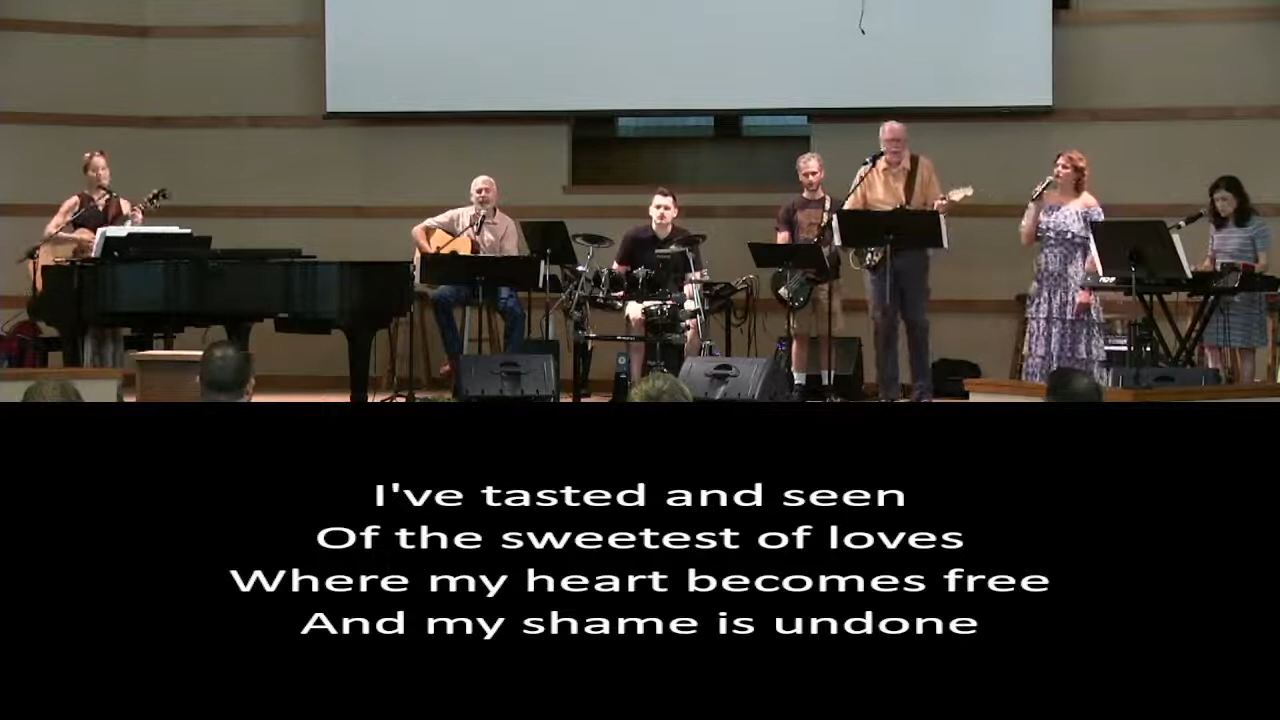 I've tasted and seen
Of the sweetest of loves
Where my heart becomes free
And my shame is undone